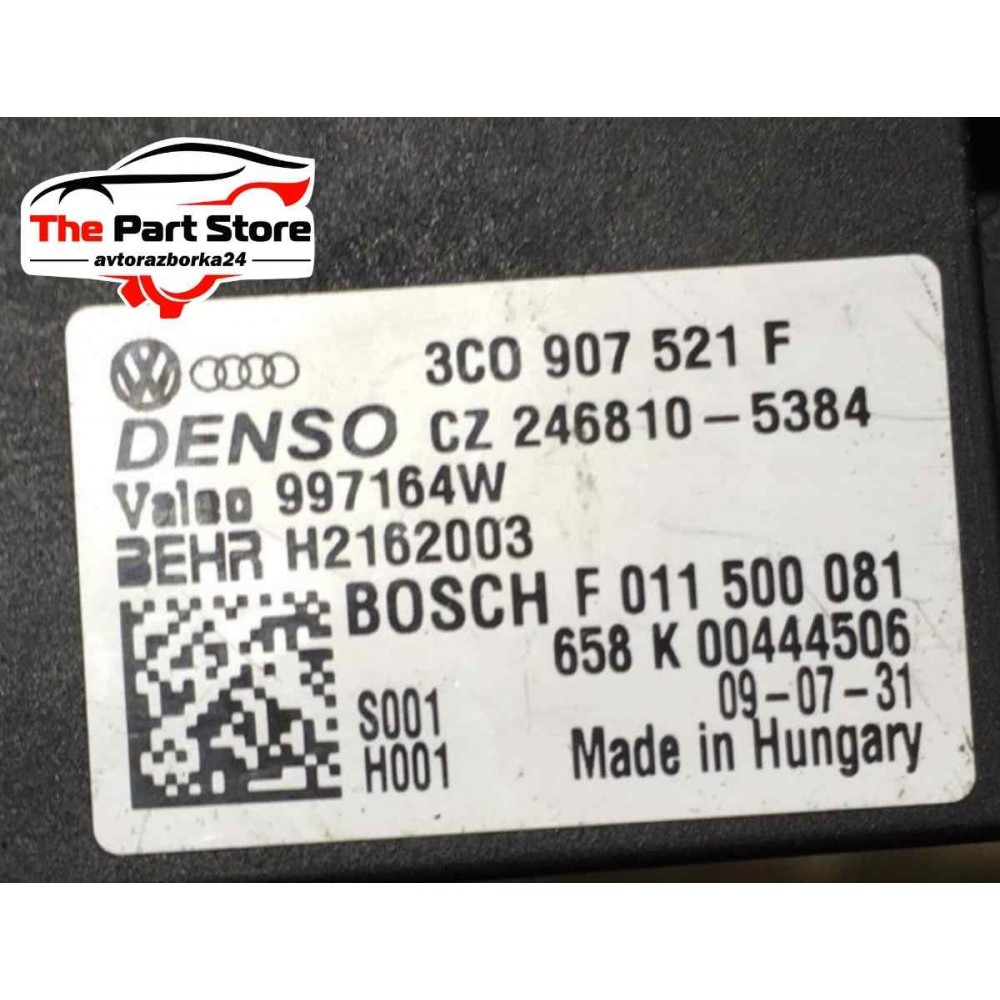 The Part Store
avtorazborka24
3C0 907 521 F
DENSO CZ 246810-5384
Valeo 997164W
BEHR H2162003
BOSCH F 011 500 081
658 K 00444506
09-07-31
S001
H001
Made in Hungary